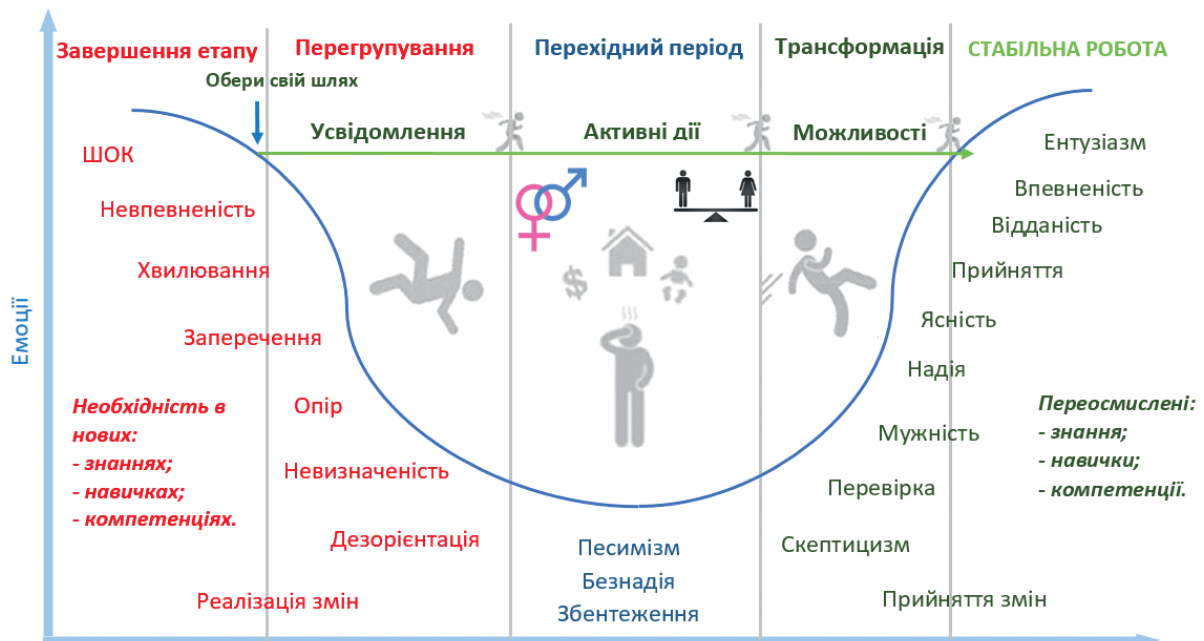 Завершення етапу
Перегрупування
Перехідний період
Трансформація
СТАБІЛЬНА РОБОТА
Обери свій шлях
Усвідомлення
Активні дії
Можливості
Емоції
ШОК
Невпевненість
Хвилювання
Заперечення
Опір
Невизначеність
Дезорієнтація
Реалізація змін
Необхідність в
нових:
- знаннях;
- навичках;
- компетенціях.
$
Песимізм
Безнадія
Збентеження
Ентузіазм
Впевненість
Відданість
Прийняття
Ясність
Надія
Мужність
Перевірка
Скептицизм
Прийняття змін
Переосмислені:
- знання;
- навички;
- компетенції.